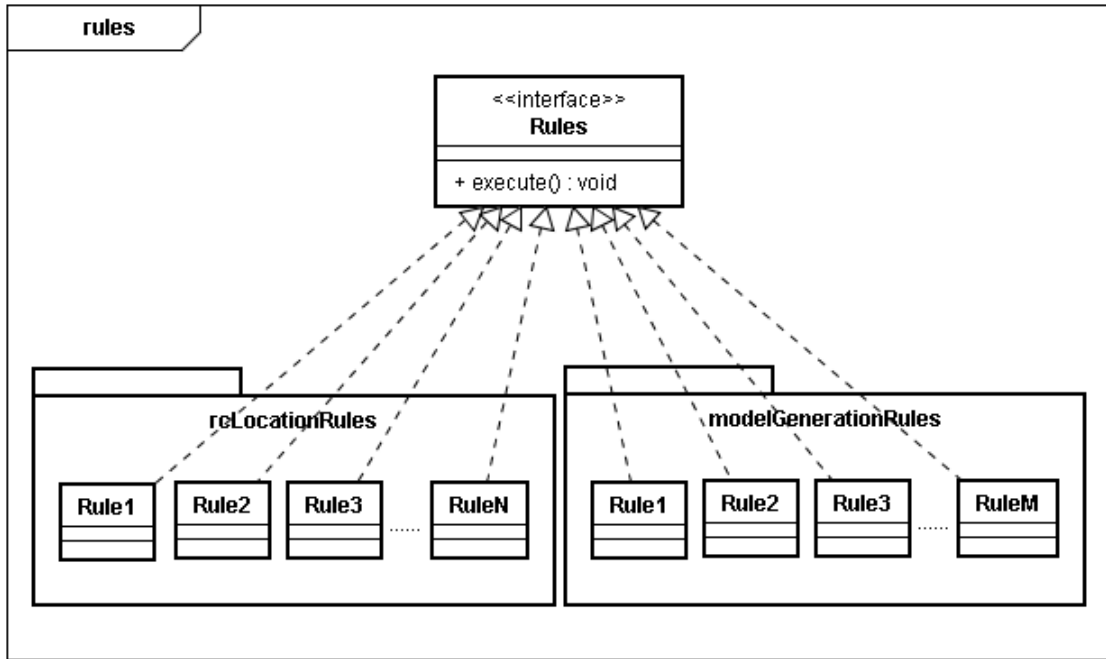 rules
<<interface>>
Rules
+ execute() : void
rcLocationRules
Rule1
Rule2
Rule3
......
RuleN
modelGenerationRules
Rule1
Rule2
Rule3
......
RuleM